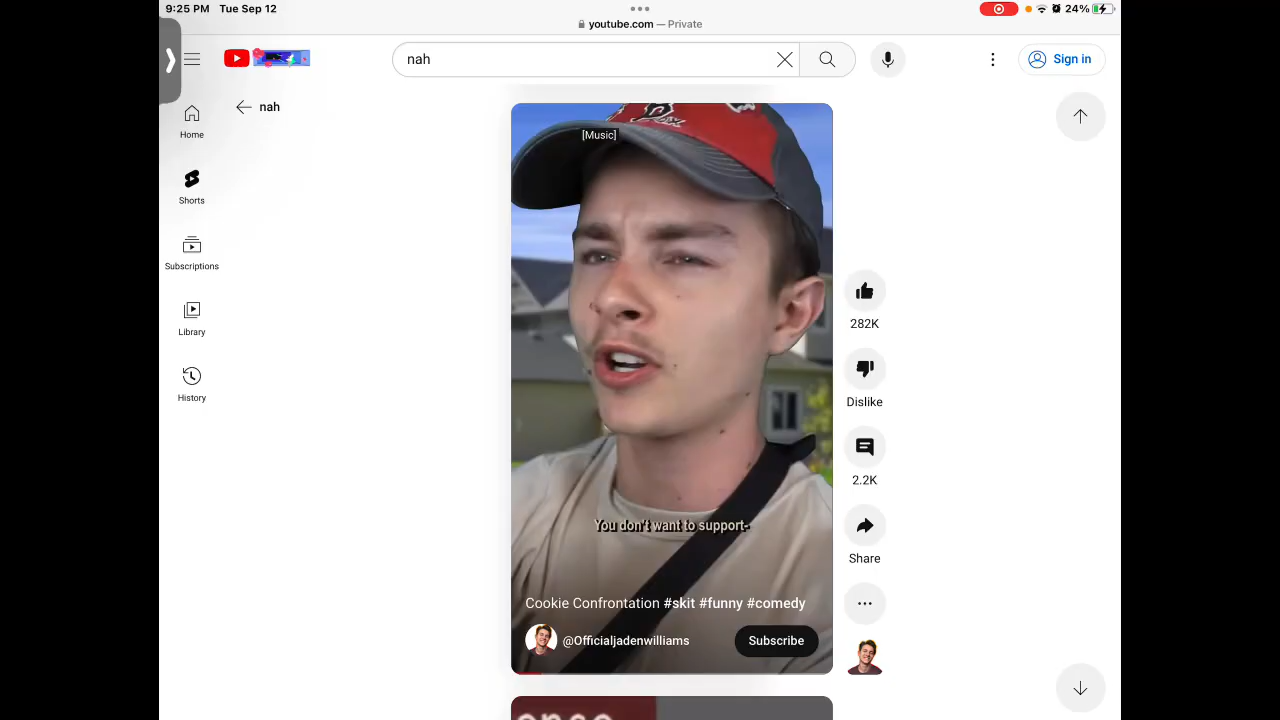 9:25 PM Tue Sep 12
24%
youtube.com — Private
nah
Sign in
nah
Home
Shorts
Subscriptions
Library
History
[Music]
You don't want to support-
Cookie Confrontation #skit #funny #comedy
@Officialjadenwilliams
Subscribe
282K
Dislike
2.2K
Share